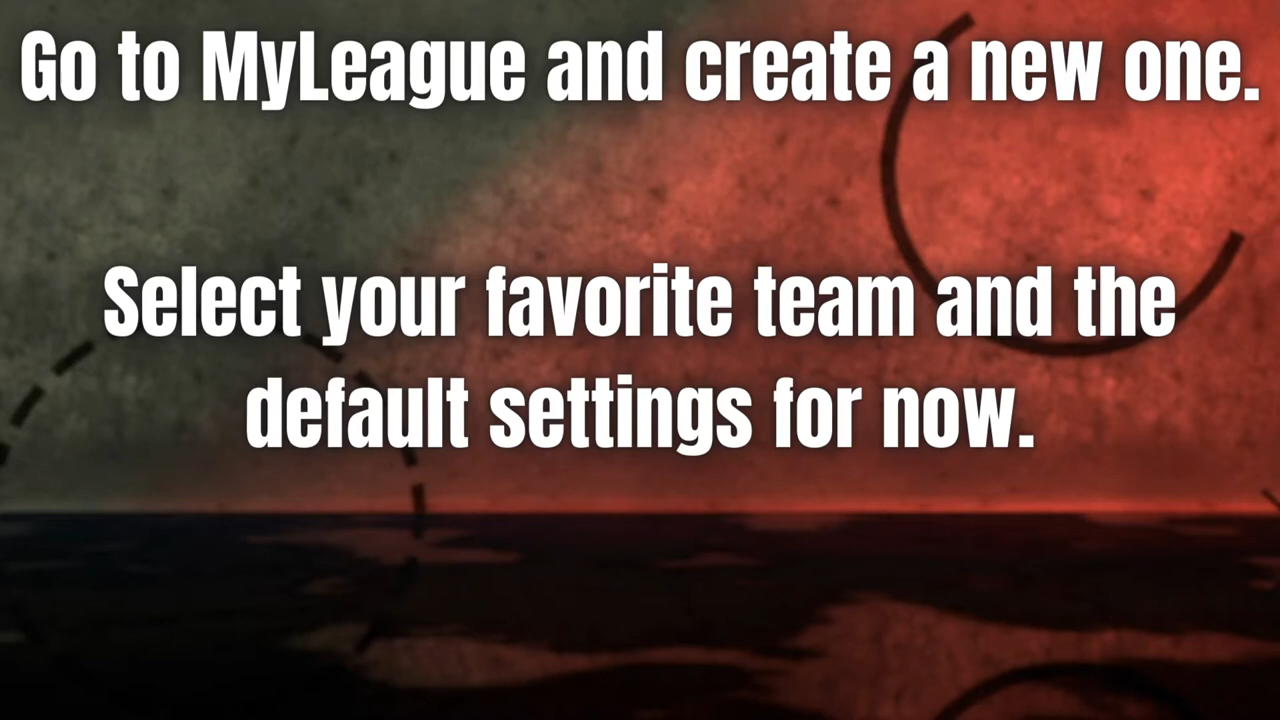 Go to MyLeague and create a new one.
Select your favorite team and the
default settings for now.